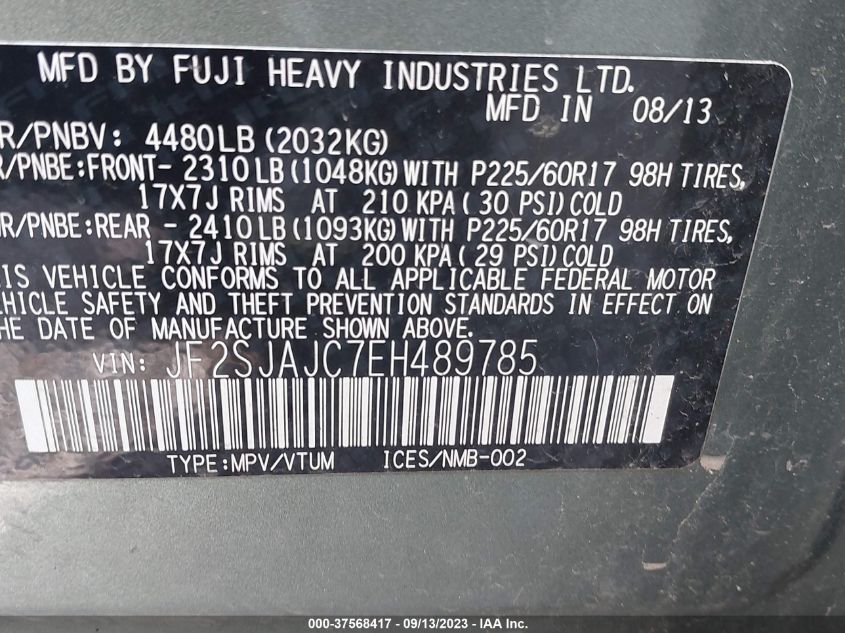 MFD BY FUJI HEAVY INDUSTRIES LTD.
MFD IN 08/13
R/PNBV: 4480LB (2032KG)
R/PNBE:FRONT- 2310LB (1048KG) WITH P225/60R17 98H TIRES,
17X7J RIMS AT 210 KPA (30 PSI) COLD
R/PNBE:REAR - 2410LB (1093KG) WITH P225/60R17 98H TIRES,
17X7J RIMS AT 200 KPA (29 PSI) COLD
IS VEHICLE CONFORMS TO ALL APPLICABLE FEDERAL MOTOR
EHICLE SAFETY AND THEFT PREVENTION STANDARDS IN EFFECT ON
HE DATE OF MANUFACTURE SHOWN ABOVE.
VIN: JF2SJAJC7EH489785
TYPE:MPV/VTUM ICES/NMB-002
000-37568417 - 09/13/2023 - IAA Inc.